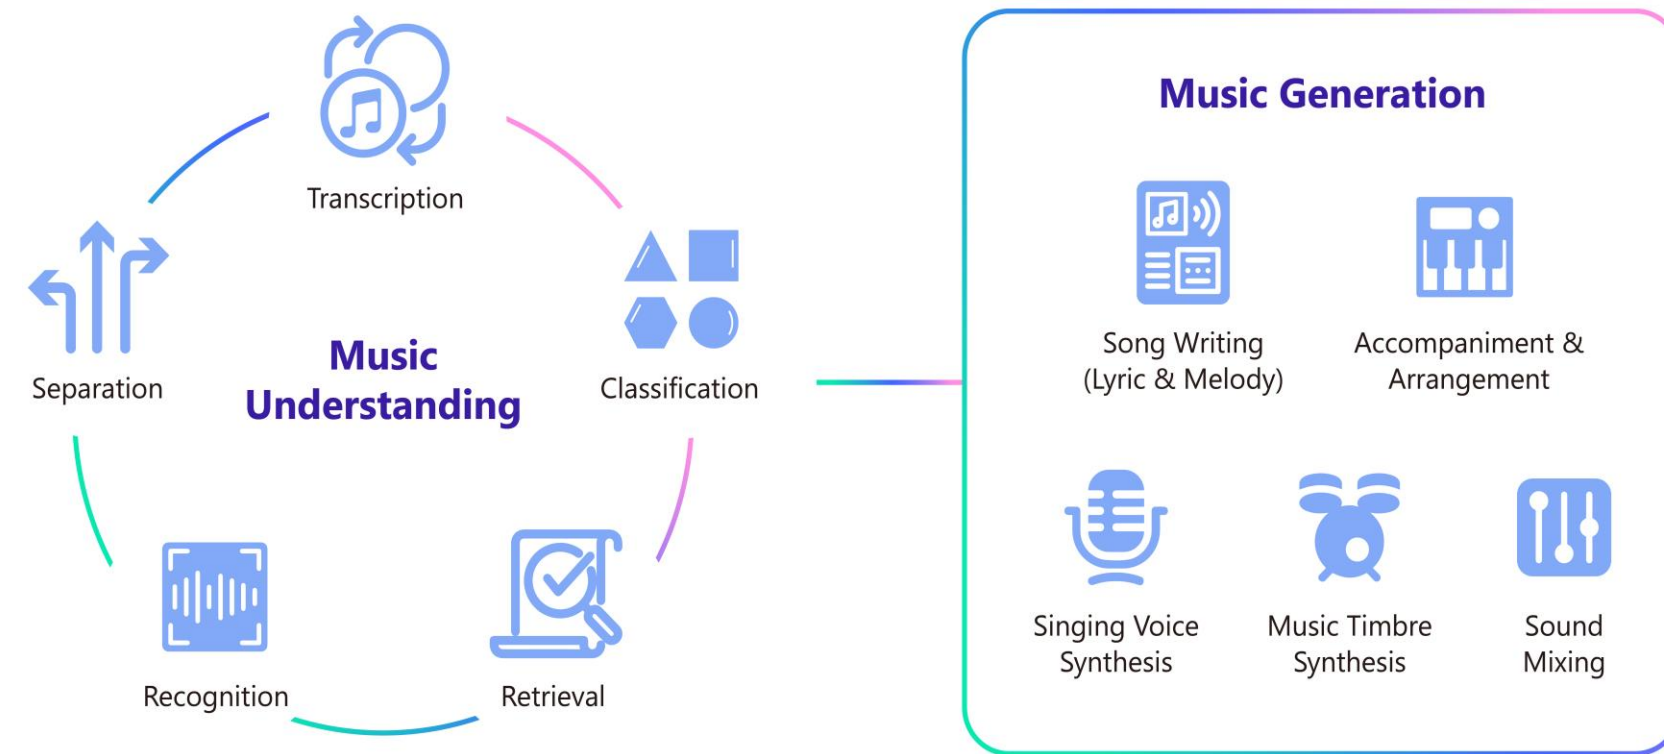 Transcription
Separation
Music
Understanding
Classification
Recognition
Retrieval
Music Generation
Song Writing
(Lyric & Melody)
Accompaniment &
Arrangement
Singing Voice
Synthesis
Music Timbre
Synthesis
Sound
Mixing